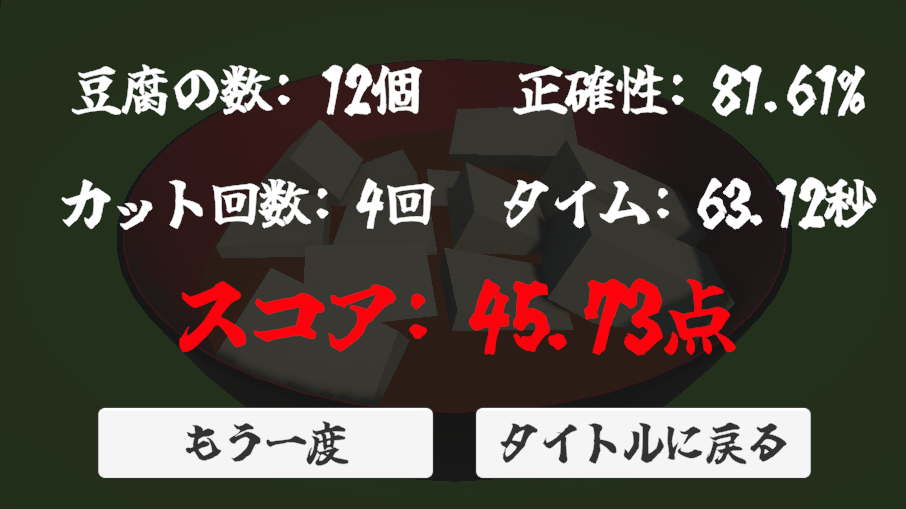 豆腐の数: 12個 正確性: 81.61%
カット回数: 4回 タイム: 63.12秒
スコア: 45.73点
もう一度 タイトルに戻る